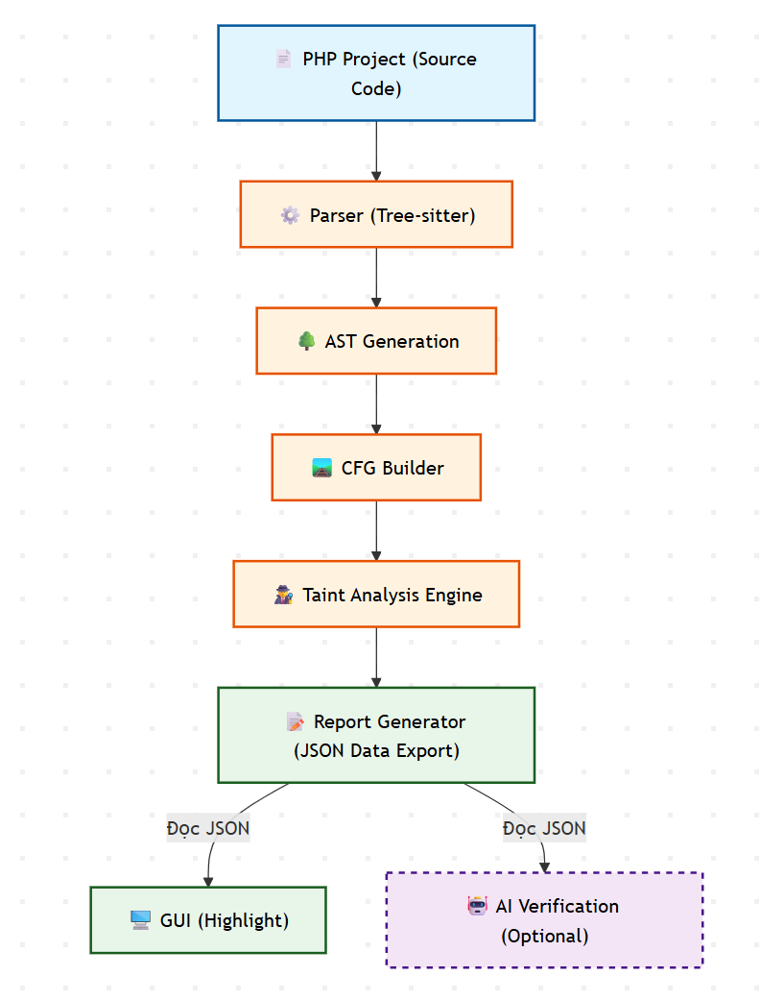 PHP Project (Source
Code)
Parser (Tree-sitter)
AST Generation
CFG Builder
Taint Analysis Engine
Report Generator
(JSON Data Export)
Đọc JSON
Đọc JSON
GUI (Highlight)
AI Verification
(Optional)